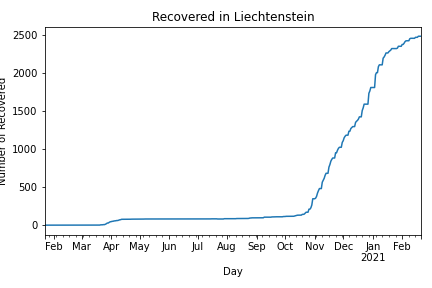 Recovered in Liechtenstein
Number of Recovered
2500
2000
1500
1000
500
0
Feb Mar Apr May Jun Jul Aug Sep Oct Nov Dec Jan Feb
2021
Day